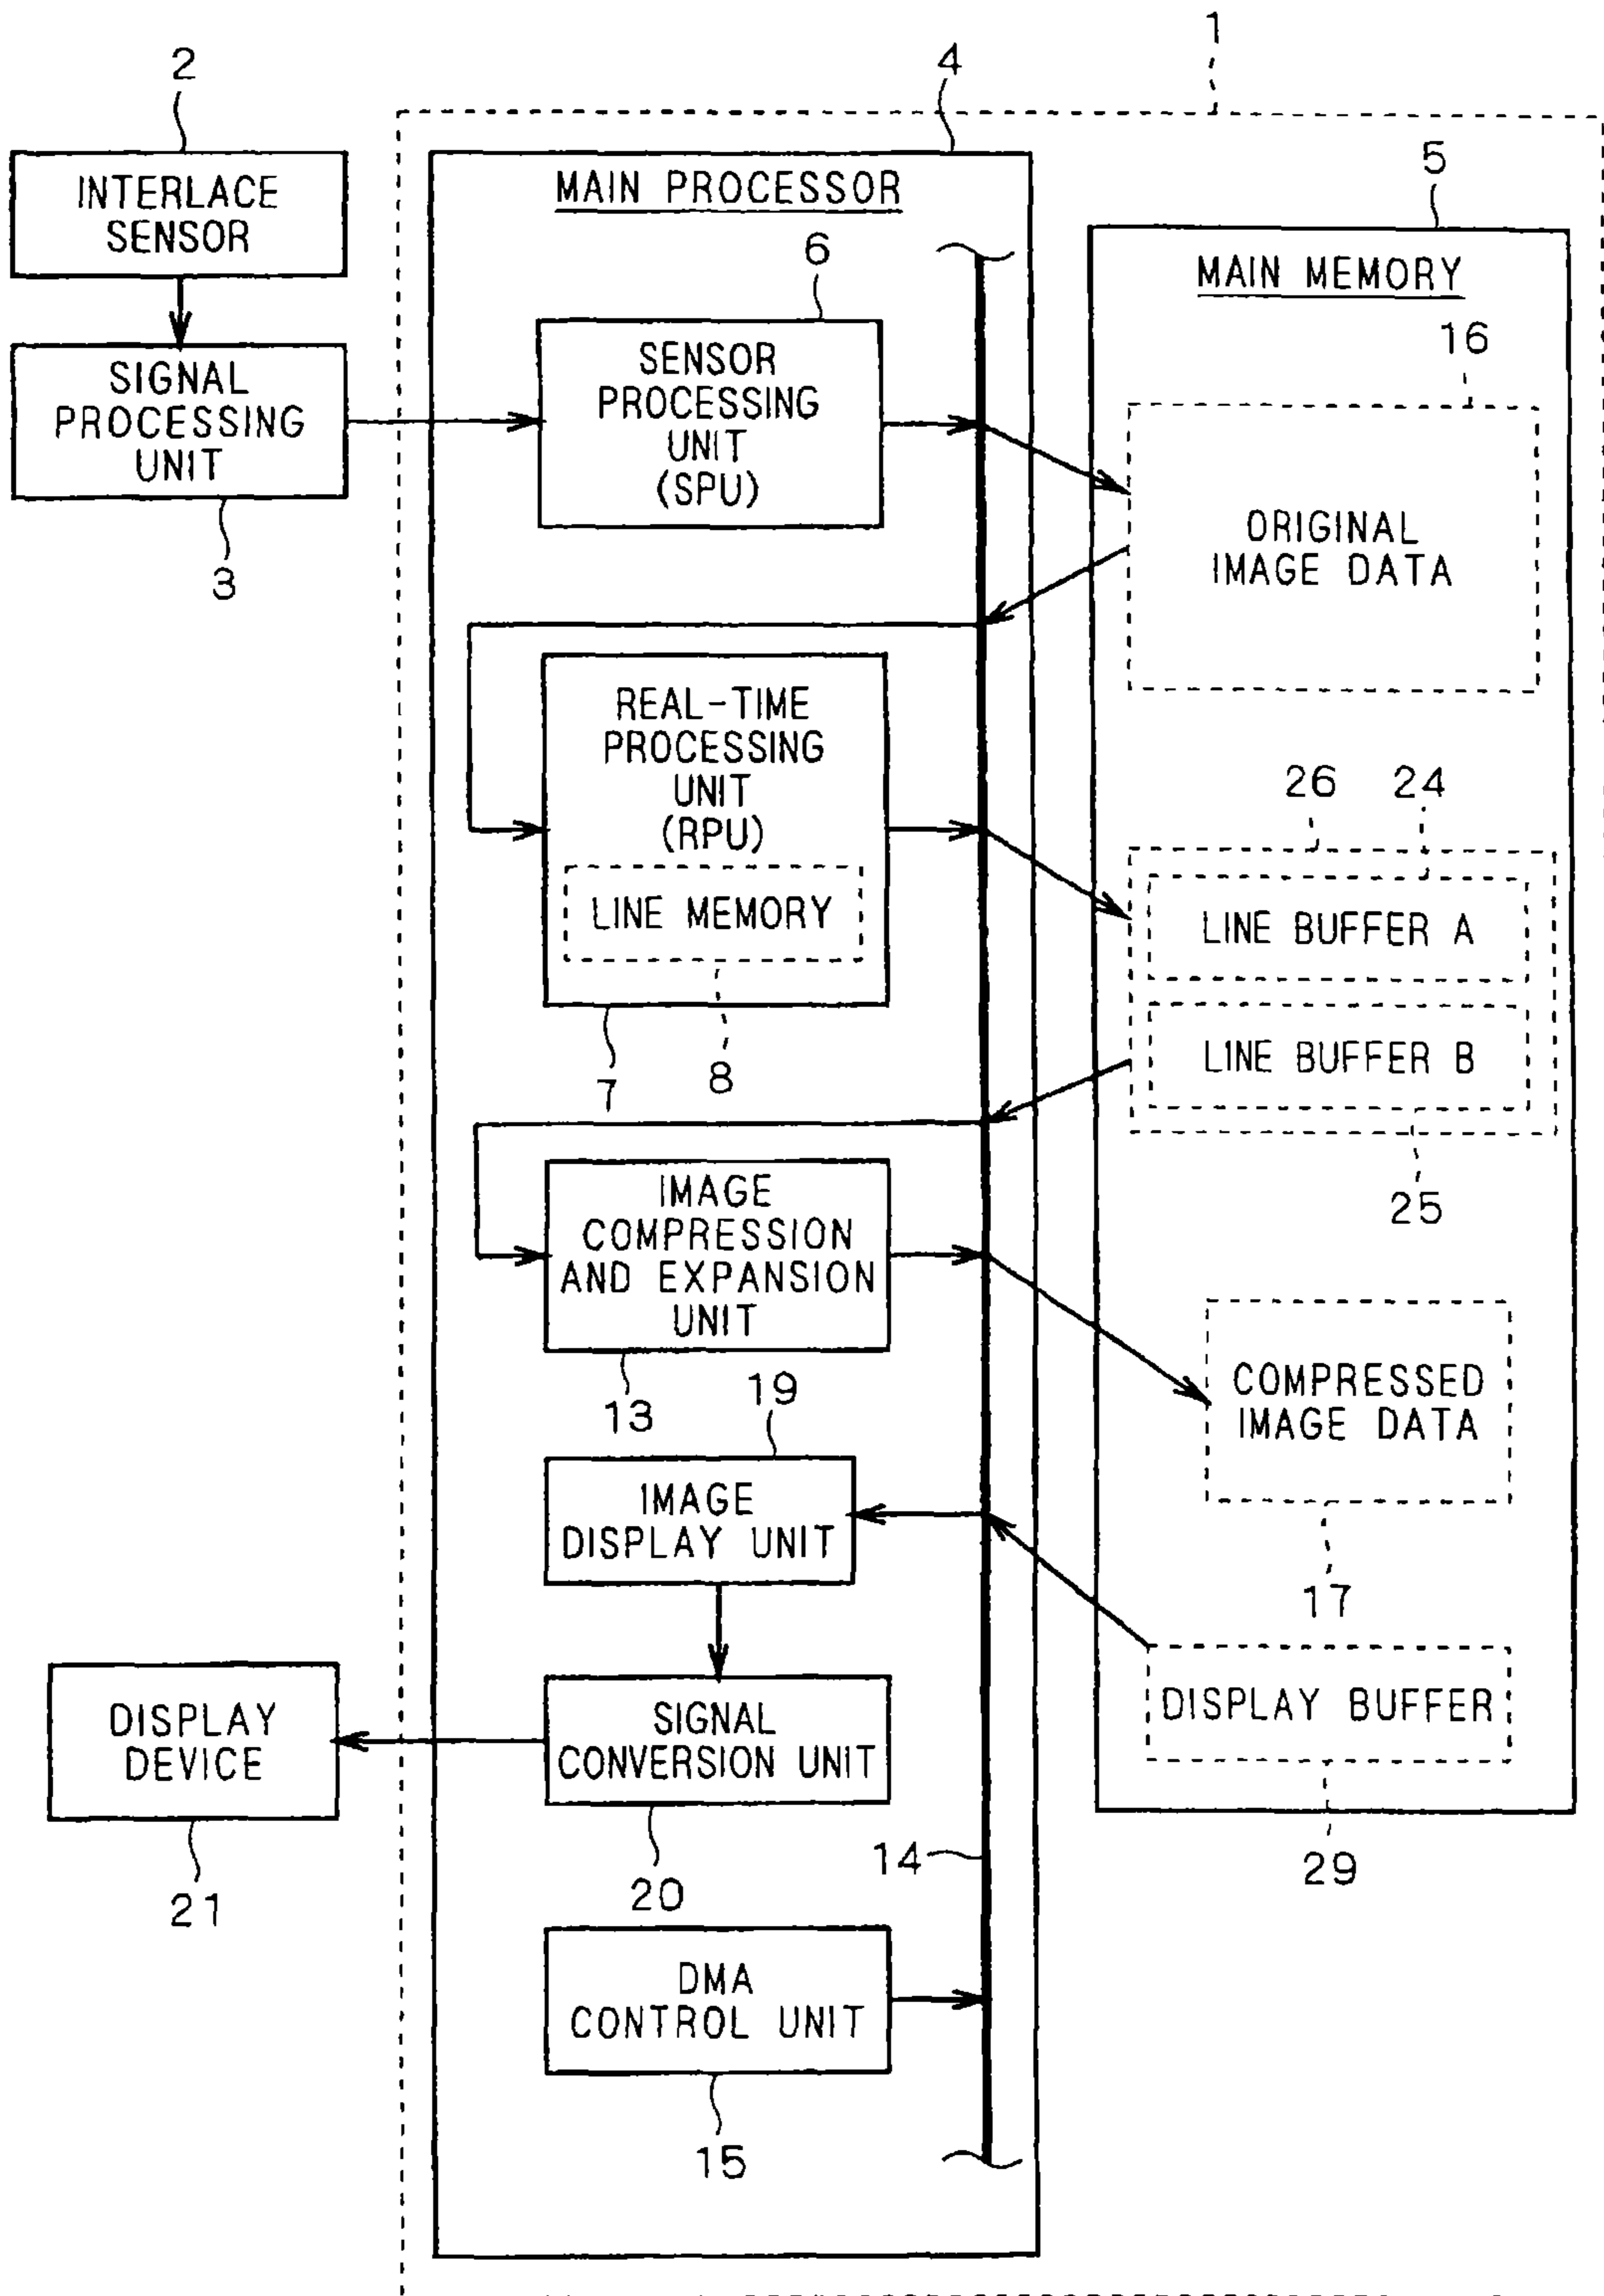 1
2
4
INTERLACE
SENSOR
MAIN PROCESSOR
5
MAIN MEMORY
6
16
SIGNAL
PROCESSING
UNIT
3
SENSOR
PROCESSING
UNIT
(SPU)
ORIGINAL
IMAGE DATA
REAL-TIME
PROCESSING
UNIT
(RPU)
LINE MEMORY
7
8
26
24
LINE BUFFER A
LINE BUFFER B
25
IMAGE
COMPRESSION
AND EXPANSION
UNIT
13
19
COMPRESSED
IMAGE DATA
17
IMAGE
DISPLAY UNIT
DISPLAY
DEVICE
21
SIGNAL
CONVERSION UNIT
20
DISPLAY BUFFER
29
14
DMA
CONTROL UNIT
15